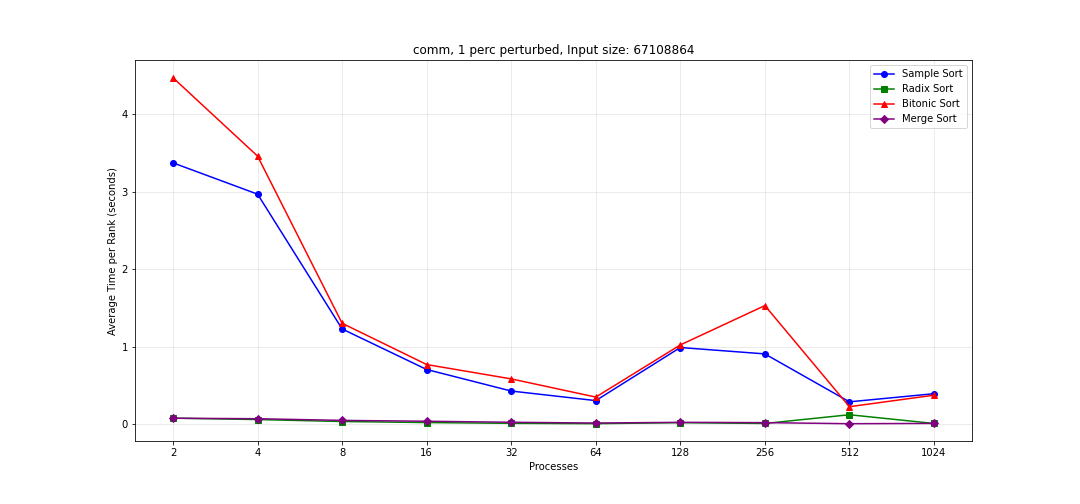 comm, 1 perc perturbed, Input size: 67108864
Sample Sort
Radix Sort
Bitonic Sort
Merge Sort
Average Time per Rank (seconds)
4
3
2
1
0
2 4 8 16 32 64 128 256 512 1024
Processes